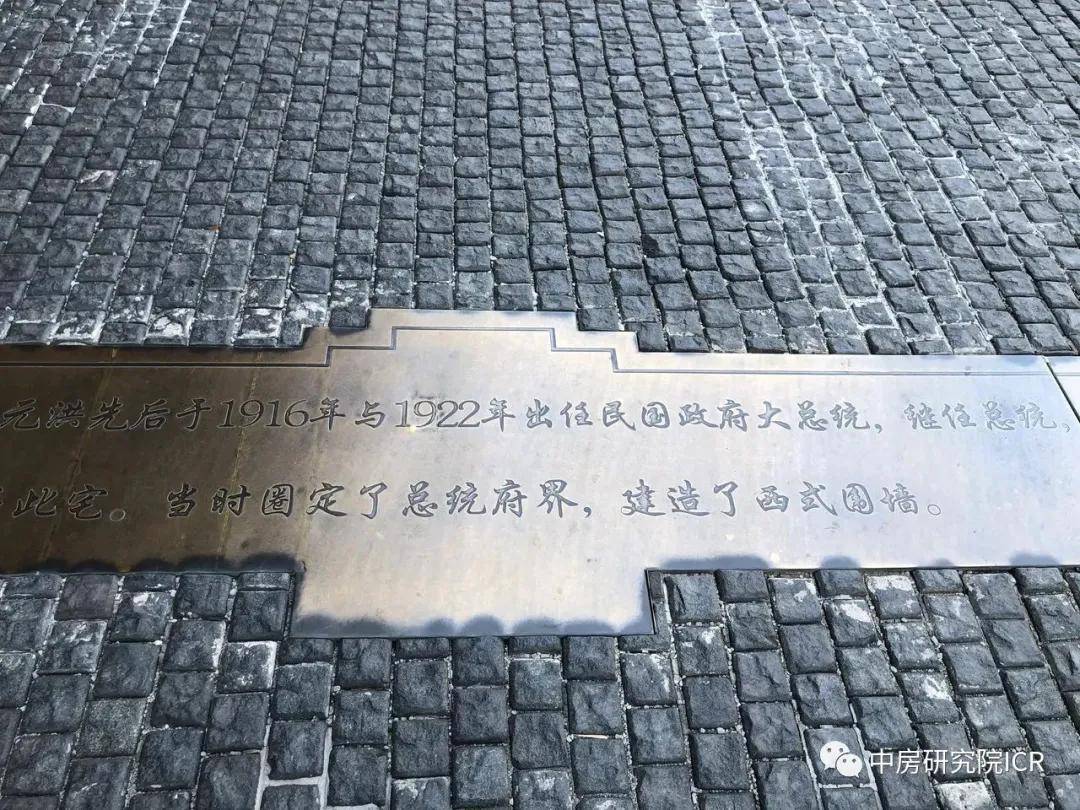 元洪先后于1916年与1922年出任民国政府大总统，继任总统，
此宅。当时圈定了总统府界，建造了西式围墙。
中房研究院ICR